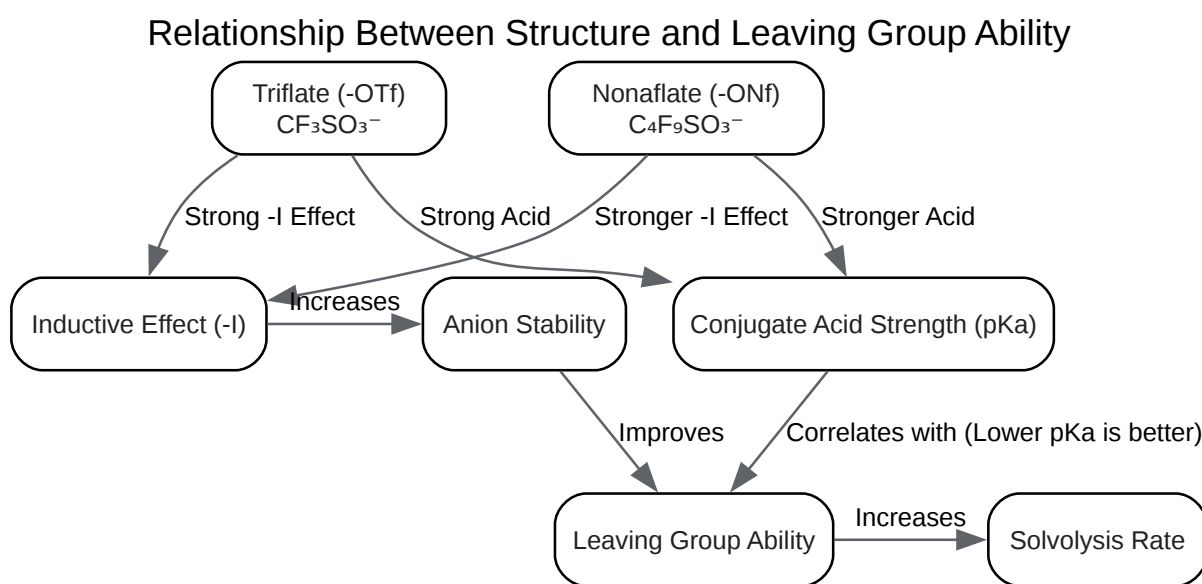 Relationship Between Structure and Leaving Group Ability
Triflate (-OTf)
CF₃SO₃⁻
Nonaflate (-ONf)
C₄F₉SO₃⁻
Strong -I Effect
Strong Acid
Stronger -I Effect
Stronger Acid
Inductive Effect (-I)
Increases
Anion Stability
Conjugate Acid Strength (pKa)
Improves
Correlates with (Lower pKa is better)
Leaving Group Ability
Increases
Solvolysis Rate